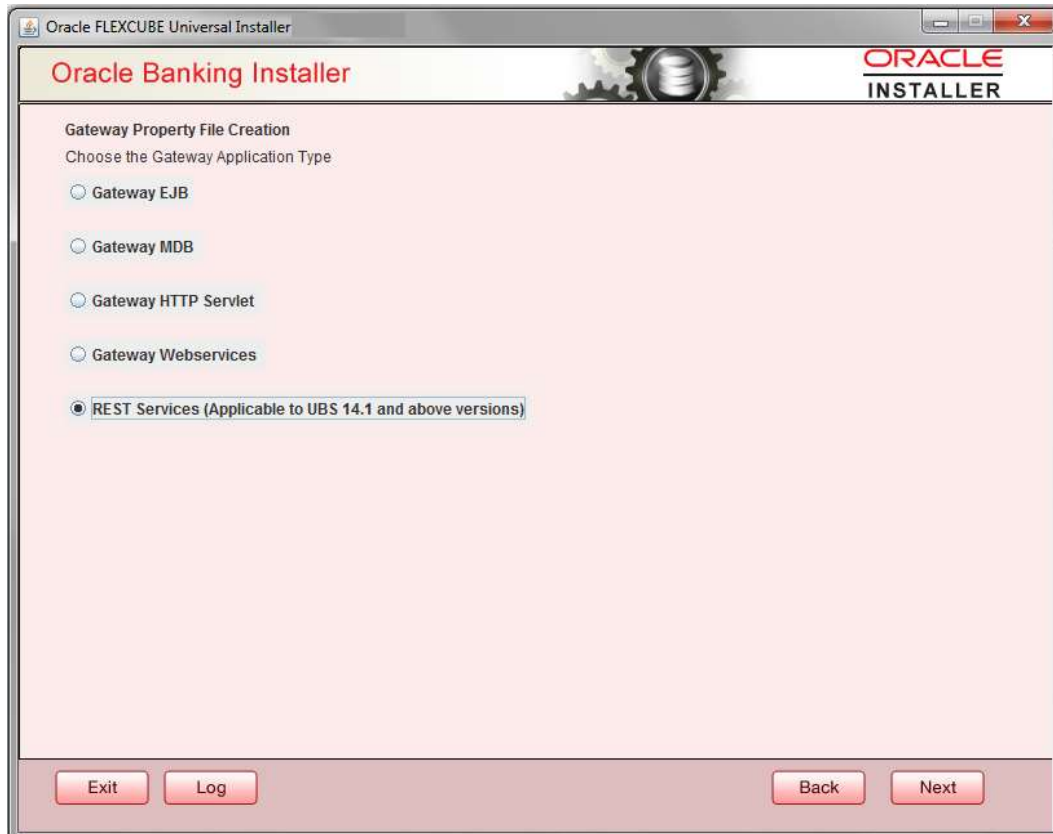 Oracle FLEXCUBE Universal Installer
Oracle Banking Installer
ORACLE
INSTALLER
Gateway Property File Creation
Choose the Gateway Application Type
Gateway EJB
Gateway MDB
Gateway HTTP Servlet
Gateway Webservices
REST Services (Applicable to UBS 14.1 and above versions)
Exit Log Back Next